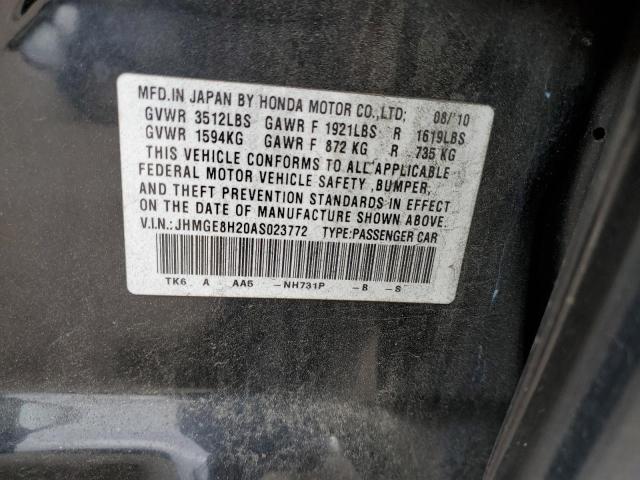 MFD.IN JAPAN BY HONDA MOTOR CO.,LTD: 08/'10
GVWR 3512LBS GAWR F 1921LBS R 1619LBS
GVWR 1594KG GAWR F 872 KG R 735 KG
THIS VEHICLE CONFORMS TO ALL APPLICABLE
FEDERAL MOTOR VEHICLE SAFETY ,BUMPER,
AND THEFT PREVENTION STANDARDS IN EFFECT
ON THE DATE OF MANUFACTURE SHOWN ABOVE.
V.I.N.:JHMGE8H20AS023772 TYPE:PASSENGER CAR
TK6 A AA6 -NH731P -B -S